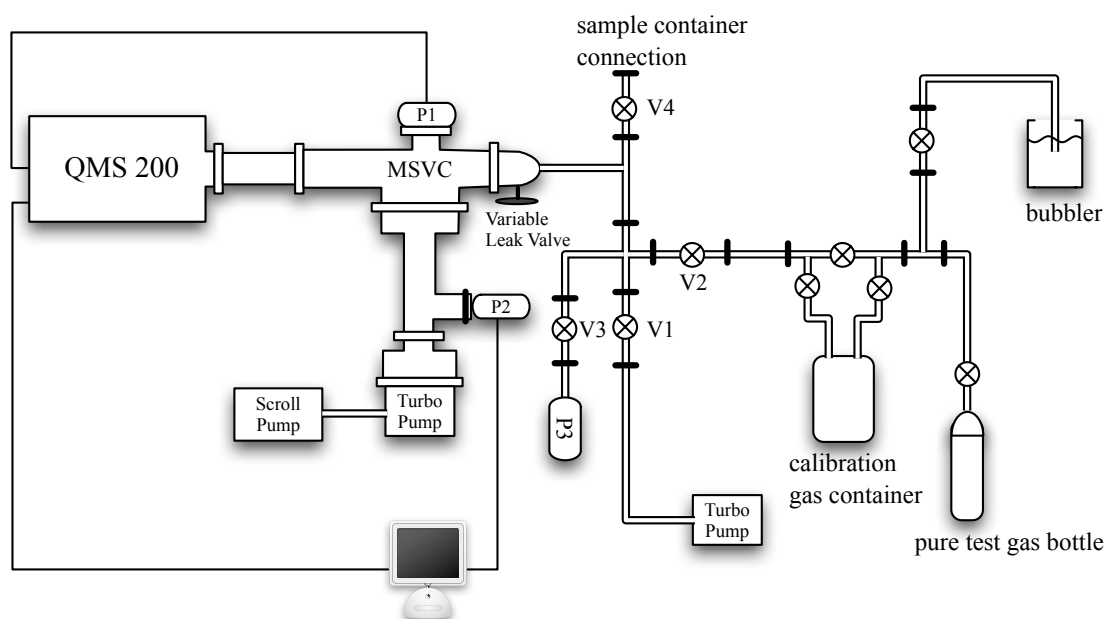 sample container
connection
P1
V4
QMS 200
MSVC
Variable
Leak Valve
bubbler
V2
P2
V3
V1
Scroll
Pump
Turbo
Pump
P3
calibration
gas container
Turbo
Pump
pure test gas bottle